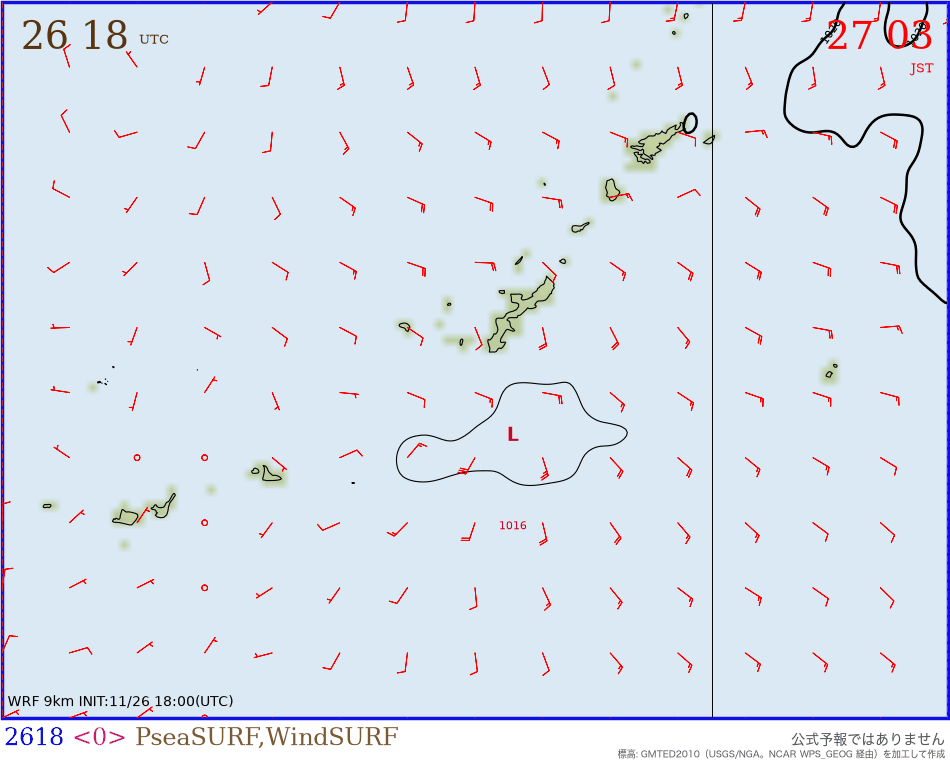 26 18 UTC
27 03
JST
1020
1020
L
1016
WRF 9km INIT:11/26 18:00(UTC)
2618 <0> PseaSURF,WindSURF
公式予報ではありません
標高: GMTED2010（USGS/NGA。NCAR WPS_GEOG 経由）を加工して作成